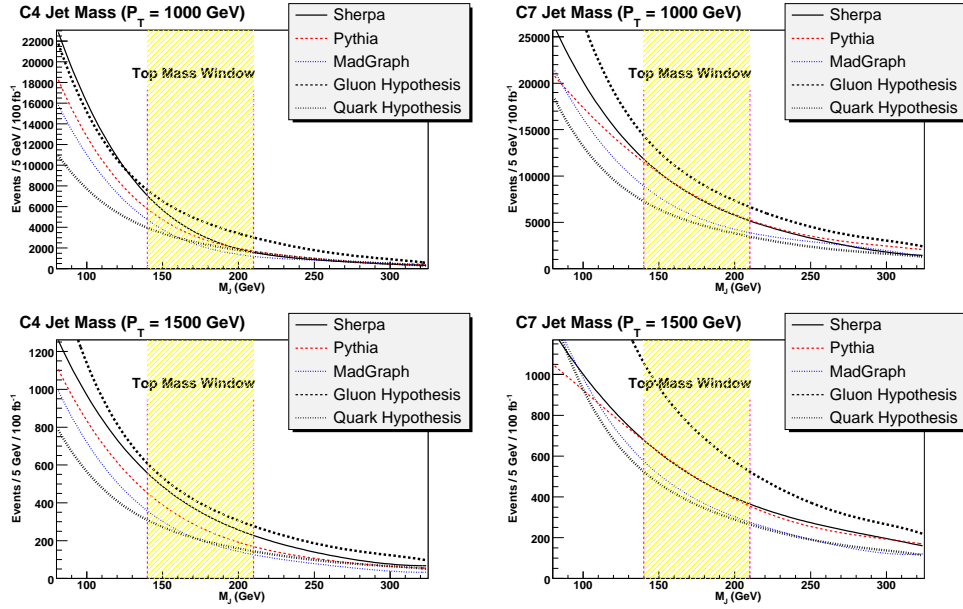 C4 Jet Mass (P_T = 1000 GeV)
Sherpa
Pythia
MadGraph
Gluon Hypothesis
Quark Hypothesis
Top Mass Window
Events / 5 GeV / 100 fb⁻¹
22000
20000
18000
16000
14000
12000
10000
8000
6000
4000
2000
0
100 150 200 250 300
M_J (GeV)
C7 Jet Mass (P_T = 1000 GeV)
Sherpa
Pythia
MadGraph
Gluon Hypothesis
Quark Hypothesis
Top Mass Window
Events / 5 GeV / 100 fb⁻¹
25000
20000
15000
10000
5000
0
100 150 200 250 300
M_J (GeV)
C4 Jet Mass (P_T = 1500 GeV)
Sherpa
Pythia
MadGraph
Gluon Hypothesis
Quark Hypothesis
Top Mass Window
Events / 5 GeV / 100 fb⁻¹
1200
1000
800
600
400
200
0
100 150 200 250 300
M_J (GeV)
C7 Jet Mass (P_T = 1500 GeV)
Sherpa
Pythia
MadGraph
Gluon Hypothesis
Quark Hypothesis
Top Mass Window
Events / 5 GeV / 100 fb⁻¹
1000
800
600
400
200
0
100 150 200 250 300
M_J (GeV)